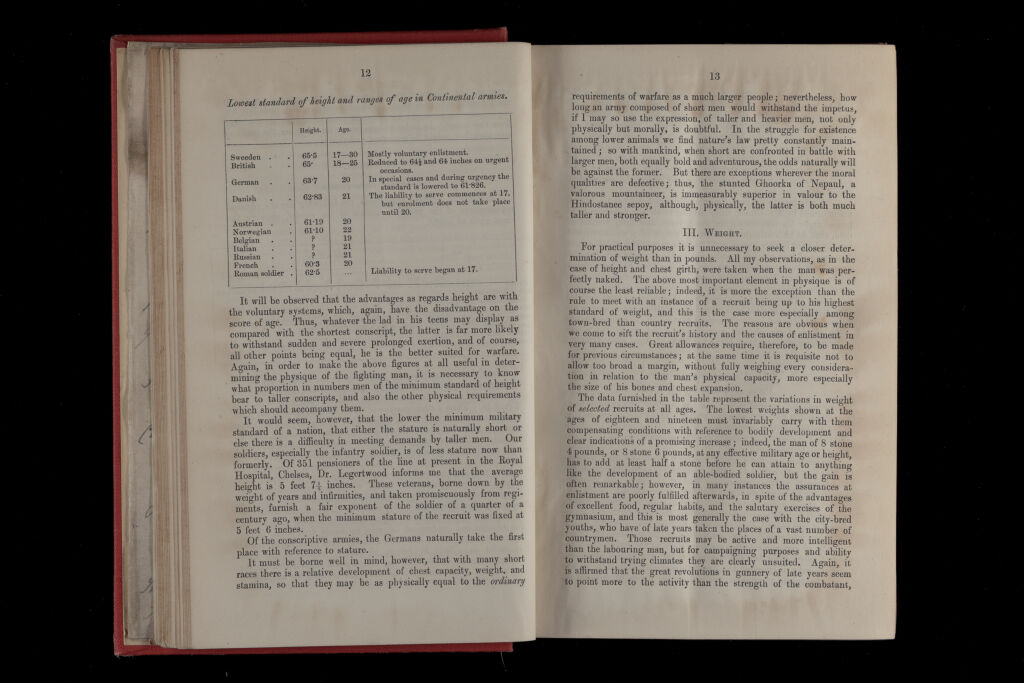 12
Lowest standard of height and ranges of age in Continental armies.
Height. Age.
Sweeden . . 65·5 17—30 Mostly voluntary enlistment.
British . . 65· 18—25 Reduced to 64½ and 64 inches on urgent
occasions.
German . . 63·7 20 In special cases and during urgency the
standard is lowered to 61·826.
Danish . . 62·83 21 The liability to serve commences at 17,
but enrolment does not take place
until 20.
Austrian . . 61·19 20
Norwegian . 61·10 22
Belgian . . ? 19
Italian . . ? 21
Russian . . ? 21
French . . 60·3 20
Roman soldier . 62·5 ... Liability to serve began at 17.
It will be observed that the advantages as regards height are with
the voluntary systems, which, again, have the disadvantage on the
score of age. Thus, whatever the lad in his teens may display as
compared with the shortest conscript, the latter is far more likely
to withstand sudden and severe prolonged exertion, and of course,
all other points being equal, he is the better suited for warfare.
Again, in order to make the above figures at all useful in deter-
mining the physique of the fighting man, it is necessary to know
what proportion in numbers men of the minimum standard of height
bear to taller conscripts, and also the other physical requirements
which should accompany them.
It would seem, however, that the lower the minimum military
standard of a nation, that either the stature is naturally short or
else there is a difficulty in meeting demands by taller men. Our
soldiers, especially the infantry soldier, is of less stature now than
formerly. Of 351 pensioners of the line at present in the Royal
Hospital, Chelsea, Dr. Legertwood informs me that the average
height is 5 feet 7¼ inches. These veterans, borne down by the
weight of years and infirmities, and taken promiscuously from regi-
ments, furnish a fair exponent of the soldier of a quarter of a
century ago, when the minimum stature of the recruit was fixed at
5 feet 6 inches.
Of the conscriptive armies, the Germans naturally take the first
place with reference to stature.
It must be borne well in mind, however, that with many short
races there is a relative development of chest capacity, weight, and
stamina, so that they may be as physically equal to the ordinary
13
requirements of warfare as a much larger people; nevertheless, how
long an army composed of short men would withstand the impetus,
if I may so use the expression, of taller and heavier men, not only
physically but morally, is doubtful. In the struggle for existence
among lower animals we find nature's law pretty constantly main-
tained; so with mankind, when short are confronted in battle with
larger men, both equally bold and adventurous, the odds naturally will
be against the former. But there are exceptions wherever the moral
qualities are defective; thus, the stunted Ghoorka of Nepaul, a
valorous mountaineer, is immeasurably superior in valour to the
Hindostanee sepoy, although, physically, the latter is both much
taller and stronger.
III. WEIGHT.
For practical purposes it is unnecessary to seek a closer deter-
mination of weight than in pounds. All my observations, as in the
case of height and chest girth, were taken when the man was per-
fectly naked. The above most important element in physique is of
course the least reliable; indeed, it is more the exception than the
rule to meet with an instance of a recruit being up to his highest
standard of weight, and this is the case more especially among
town-bred than country recruits. The reasons are obvious when
we come to sift the recruit's history and the causes of enlistment in
very many cases. Great allowances require, therefore, to be made
for previous circumstances; at the same time it is requisite not to
allow too broad a margin, without fully weighing every considera-
tion in relation to the man's physical capacity, more especially
the size of his bones and chest expansion.
The data furnished in the table represent the variations in weight
of selected recruits at all ages. The lowest weights shown at the
ages of eighteen and nineteen must invariably carry with them
compensating conditions with reference to bodily development and
clear indications of a promising increase; indeed, the man of 8 stone
4 pounds, or 8 stone 6 pounds, at any effective military age or height,
has to add at least half a stone before he can attain to anything
like the development of an able-bodied soldier, but the gain is
often remarkable; however, in many instances the assurances at
enlistment are poorly fulfilled afterwards, in spite of the advantages
of excellent food, regular habits, and the salutary exercises of the
gymnasium, and this is most generally the case with the city-bred
youths, who have of late years taken the places of a vast number of
countrymen. Those recruits may be active and more intelligent
than the labouring man, but for campaigning purposes and ability
to withstand trying climates they are clearly unsuited. Again, it
is affirmed that the great revolutions in gunnery of late years seem
to point more to the activity than the strength of the combatant,